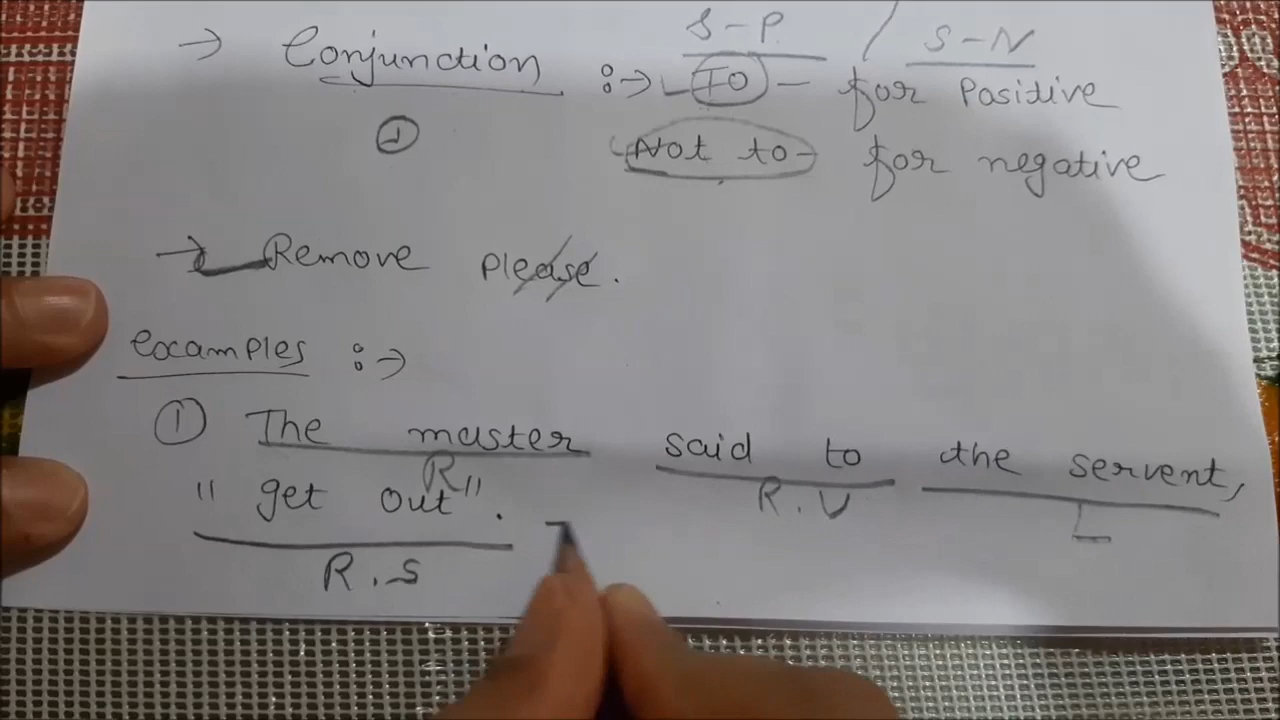 S-P / S-N
→ Conjunction :→ To - for Positive
① Not to - for negative
→ Remove please.
examples :→
① The master said to the servent,
R R.V L
"get out".
R.S